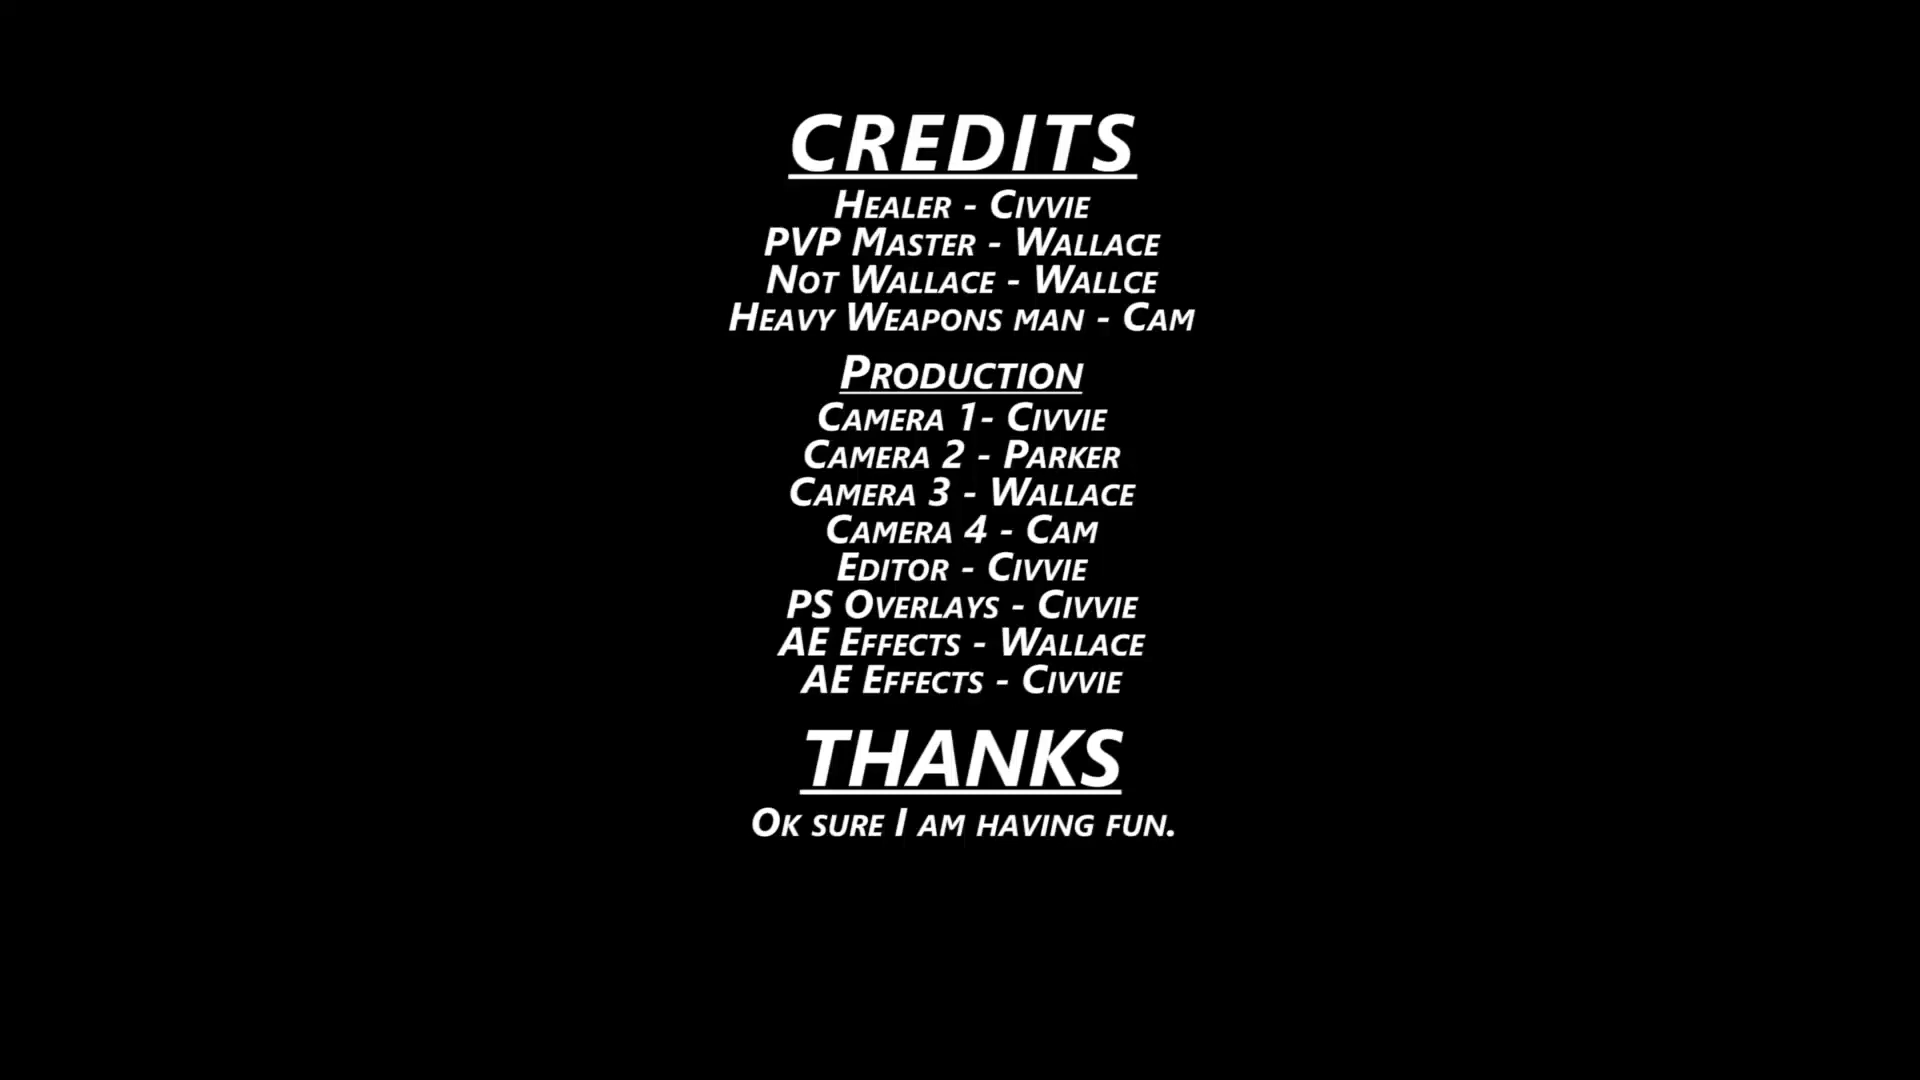 CREDITS
Healer - Civvie
PVP Master - Wallace
Not Wallace - Wallce
Heavy Weapons man - Cam
Production
Camera 1- Civvie
Camera 2 - Parker
Camera 3 - Wallace
Camera 4 - Cam
Editor - Civvie
PS Overlays - Civvie
AE Effects - Wallace
AE Effects - Civvie
THANKS
Ok sure I am having fun.